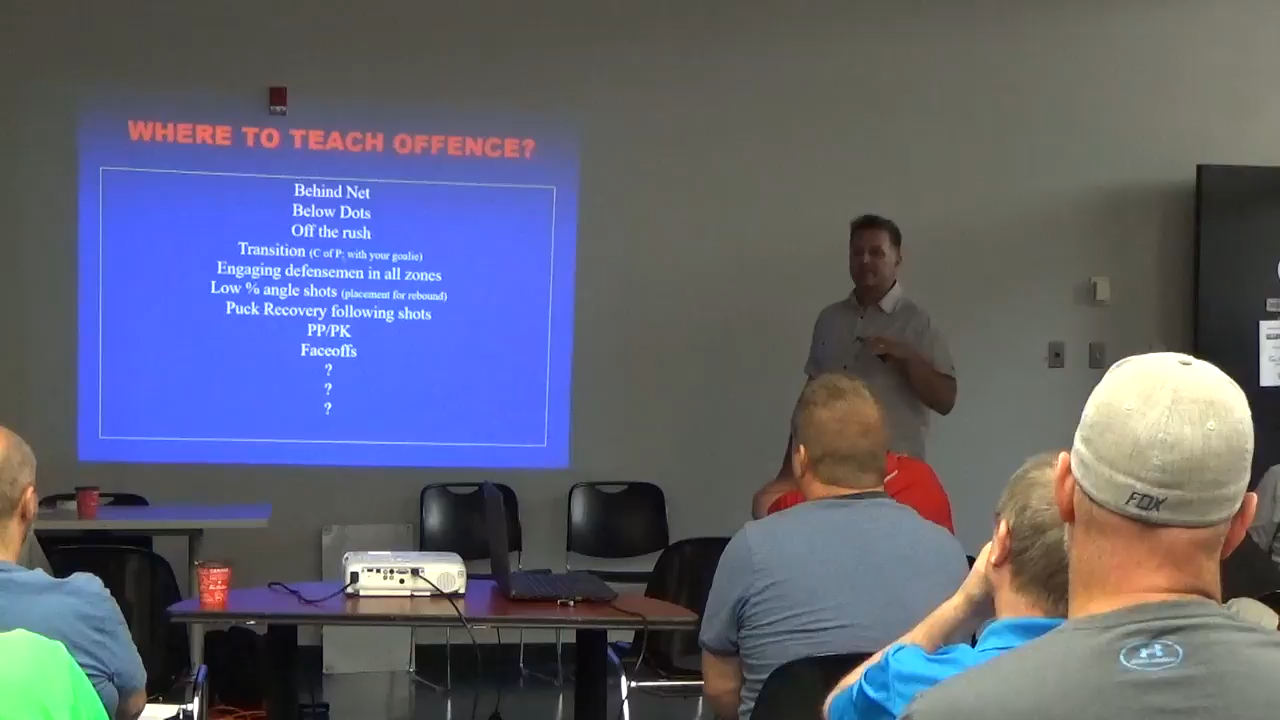 WHERE TO TEACH OFFENCE?
Behind Net
Below Dots
Off the rush
Transition (C of P: with your goalie)
Engaging defensemen in all zones
Low % angle shots (placement for rebound)
Puck Recovery following shots
PP/PK
Faceoffs
?
?
?
FOX